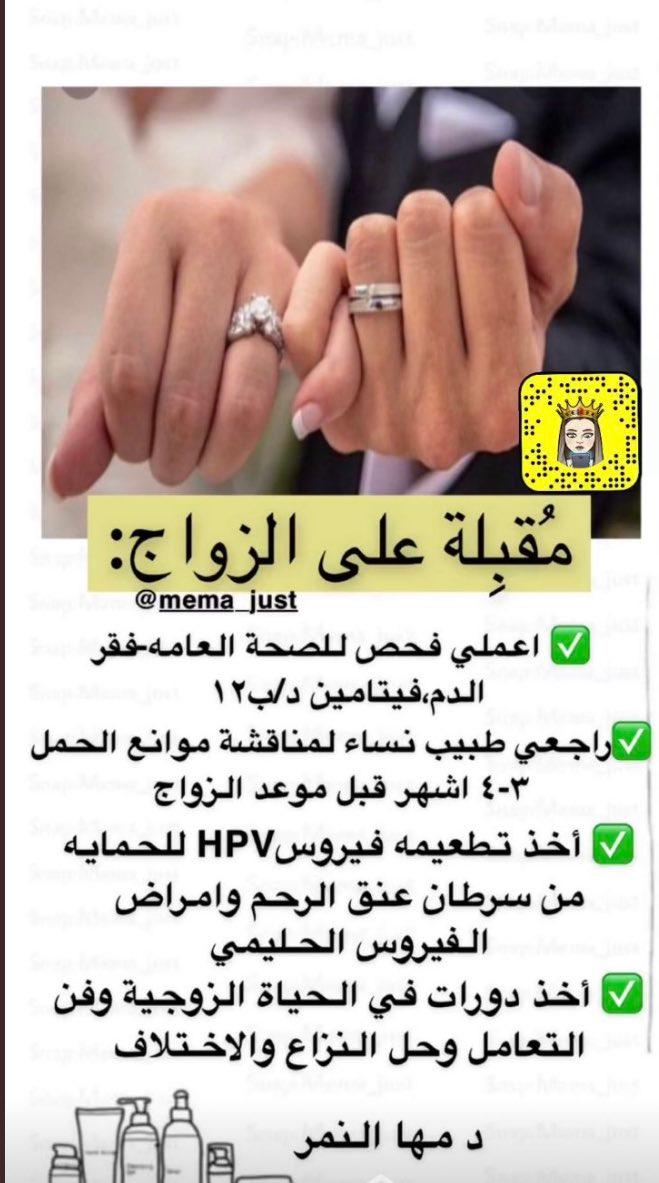 مُقبِلة على الزواج:
@mema_just
✅ اعملي فحص للصحة العامه-فقر
الدم،فيتامين د/ب١٢
✅راجعي طبيب نساء لمناقشة موانع الحمل
٣-٤ اشهر قبل موعد الزواج
✅ أخذ تطعيمه فيروسHPV للحمايه
من سرطان عنق الرحم وامراض
الفيروس الحليمي
✅ أخذ دورات في الحياة الزوجية وفن
التعامل وحل النزاع والاختلاف
د مها النمر